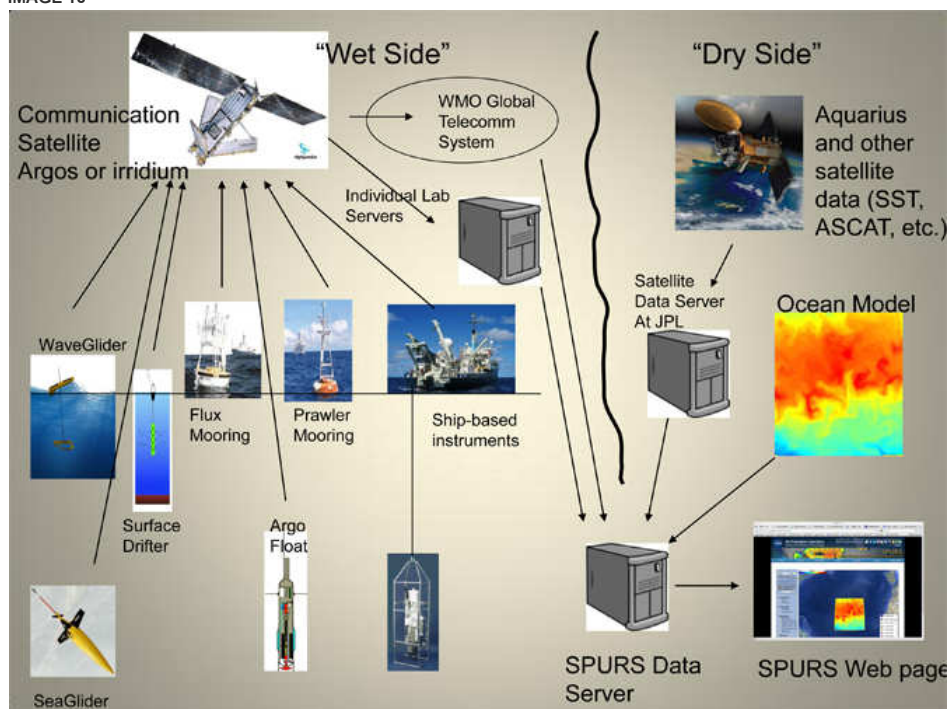 IMAGE 10
“Wet Side”
“Dry Side”
Communication
Satellite
Argos or irridium
WMO Global
Telecomm
System
Aquarius
and other
satellite
data (SST,
ASCAT, etc.)
Individual Lab
Servers
Satellite
Data Server
At JPL
Ocean Model
WaveGlider
Flux
Mooring
Prawler
Mooring
Ship-based
instruments
Surface
Drifter
Argo
Float
SeaGlider
SPURS Data
Server
SPURS Web page